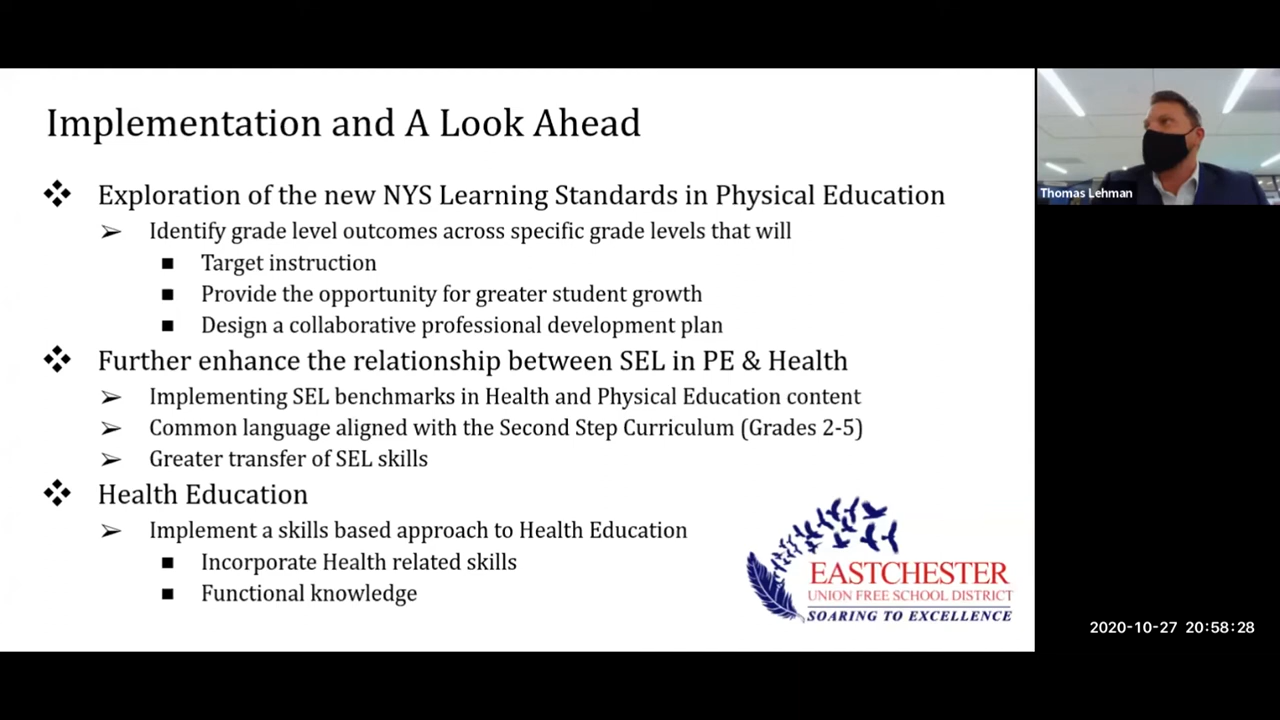 Implementation and A Look Ahead
Exploration of the new NYS Learning Standards in Physical Education
Identify grade level outcomes across specific grade levels that will
Target instruction
Provide the opportunity for greater student growth
Design a collaborative professional development plan
Further enhance the relationship between SEL in PE & Health
Implementing SEL benchmarks in Health and Physical Education content
Common language aligned with the Second Step Curriculum (Grades 2-5)
Greater transfer of SEL skills
Health Education
Implement a skills based approach to Health Education
Incorporate Health related skills
Functional knowledge
EASTCHESTER
UNION FREE SCHOOL DISTRICT
SOARING TO EXCELLENCE
Thomas Lehman
2020-10-27 20:58:28